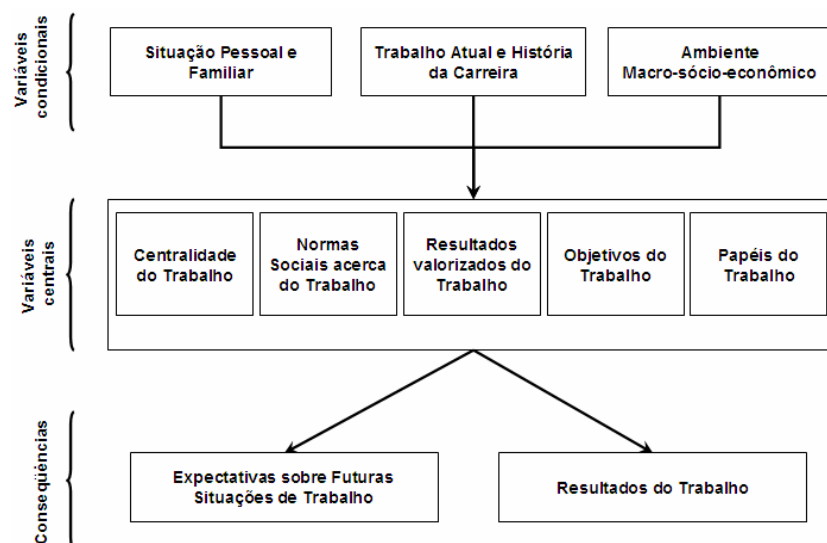 Variáveis
condicionais
Situação Pessoal e
Familiar
Trabalho Atual e História
da Carreira
Ambiente
Macro-sócio-econômico
Variáveis
centrais
Centralidade
do Trabalho
Normas
Sociais acerca
do Trabalho
Resultados
valorizados do
Trabalho
Objetivos do
Trabalho
Papéis do
Trabalho
Conseqüências
Expectativas sobre Futuras
Situações de Trabalho
Resultados do Trabalho